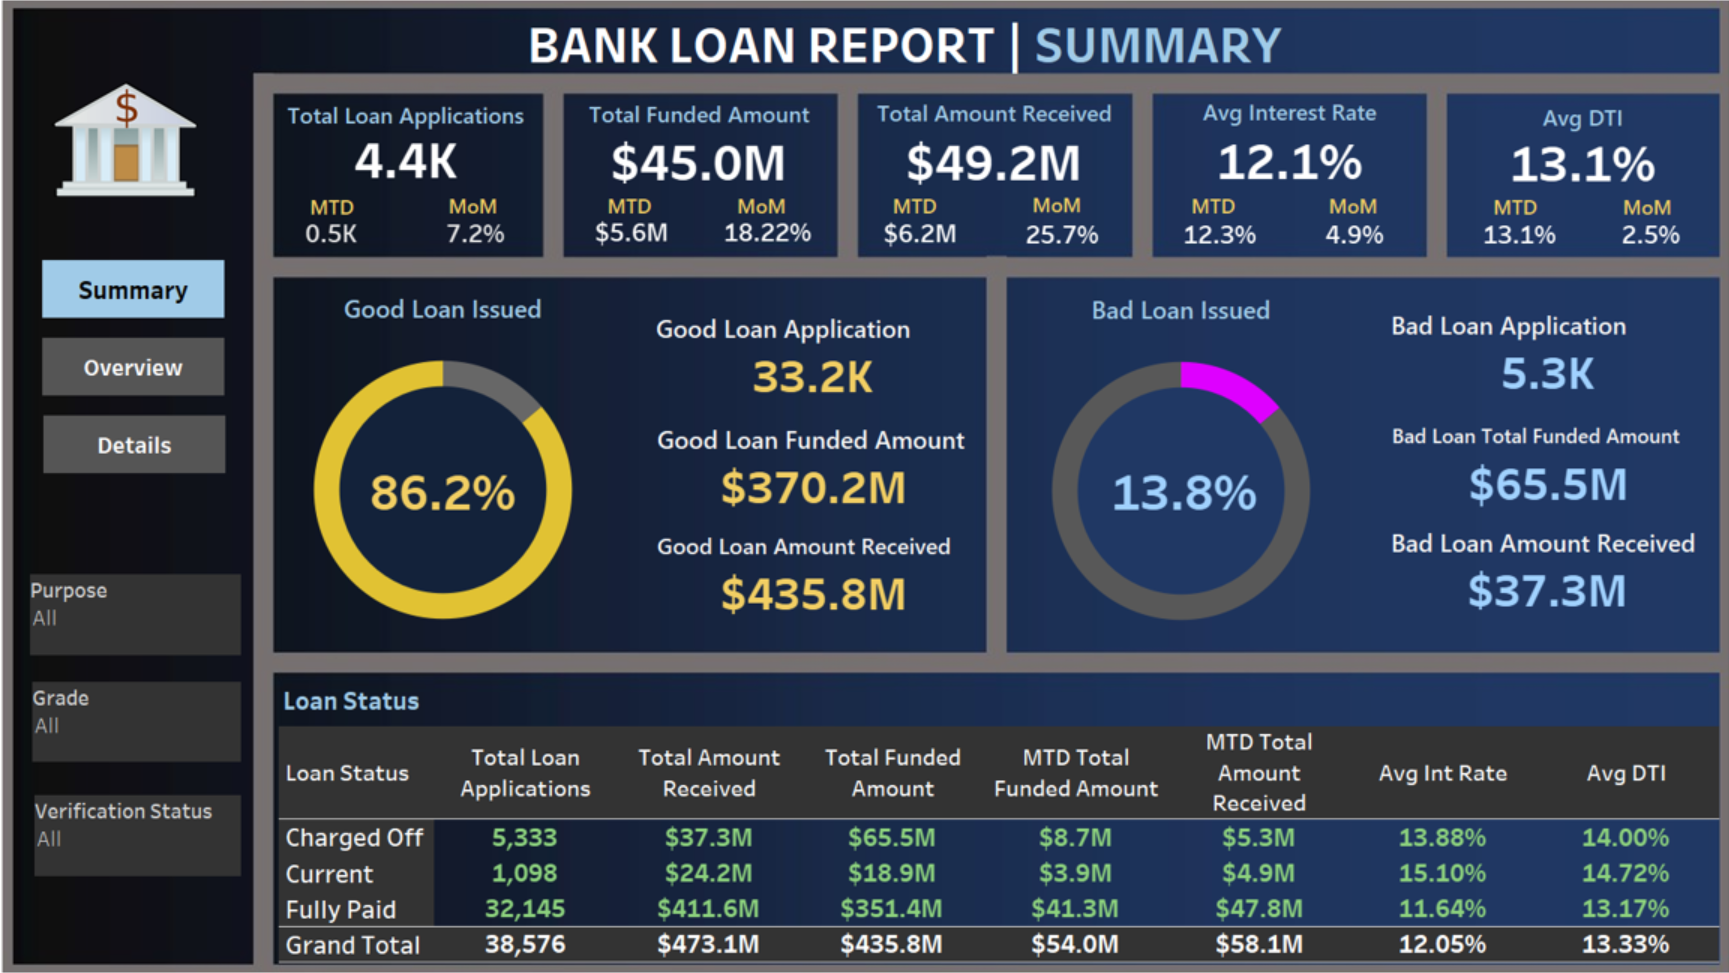 BANK LOAN REPORT | SUMMARY
$
Summary
Overview
Details
Purpose
All
Grade
All
Verification Status
All
Total Loan Applications
4.4K
MTD MoM
0.5K 7.2%
Total Funded Amount
$45.0M
MTD MoM
$5.6M 18.22%
Total Amount Received
$49.2M
MTD MoM
$6.2M 25.7%
Avg Interest Rate
12.1%
MTD MoM
12.3% 4.9%
Avg DTI
13.1%
MTD MoM
13.1% 2.5%
Good Loan Issued
86.2%
Good Loan Application
33.2K
Good Loan Funded Amount
$370.2M
Good Loan Amount Received
$435.8M
Bad Loan Issued
13.8%
Bad Loan Application
5.3K
Bad Loan Total Funded Amount
$65.5M
Bad Loan Amount Received
$37.3M
Loan Status
Loan Status Total Loan Applications Total Amount Received Total Funded Amount MTD Total Funded Amount MTD Total Amount Received Avg Int Rate Avg DTI
Charged Off 5,333 $37.3M $65.5M $8.7M $5.3M 13.88% 14.00%
Current 1,098 $24.2M $18.9M $3.9M $4.9M 15.10% 14.72%
Fully Paid 32,145 $411.6M $351.4M $41.3M $47.8M 11.64% 13.17%
Grand Total 38,576 $473.1M $435.8M $54.0M $58.1M 12.05% 13.33%